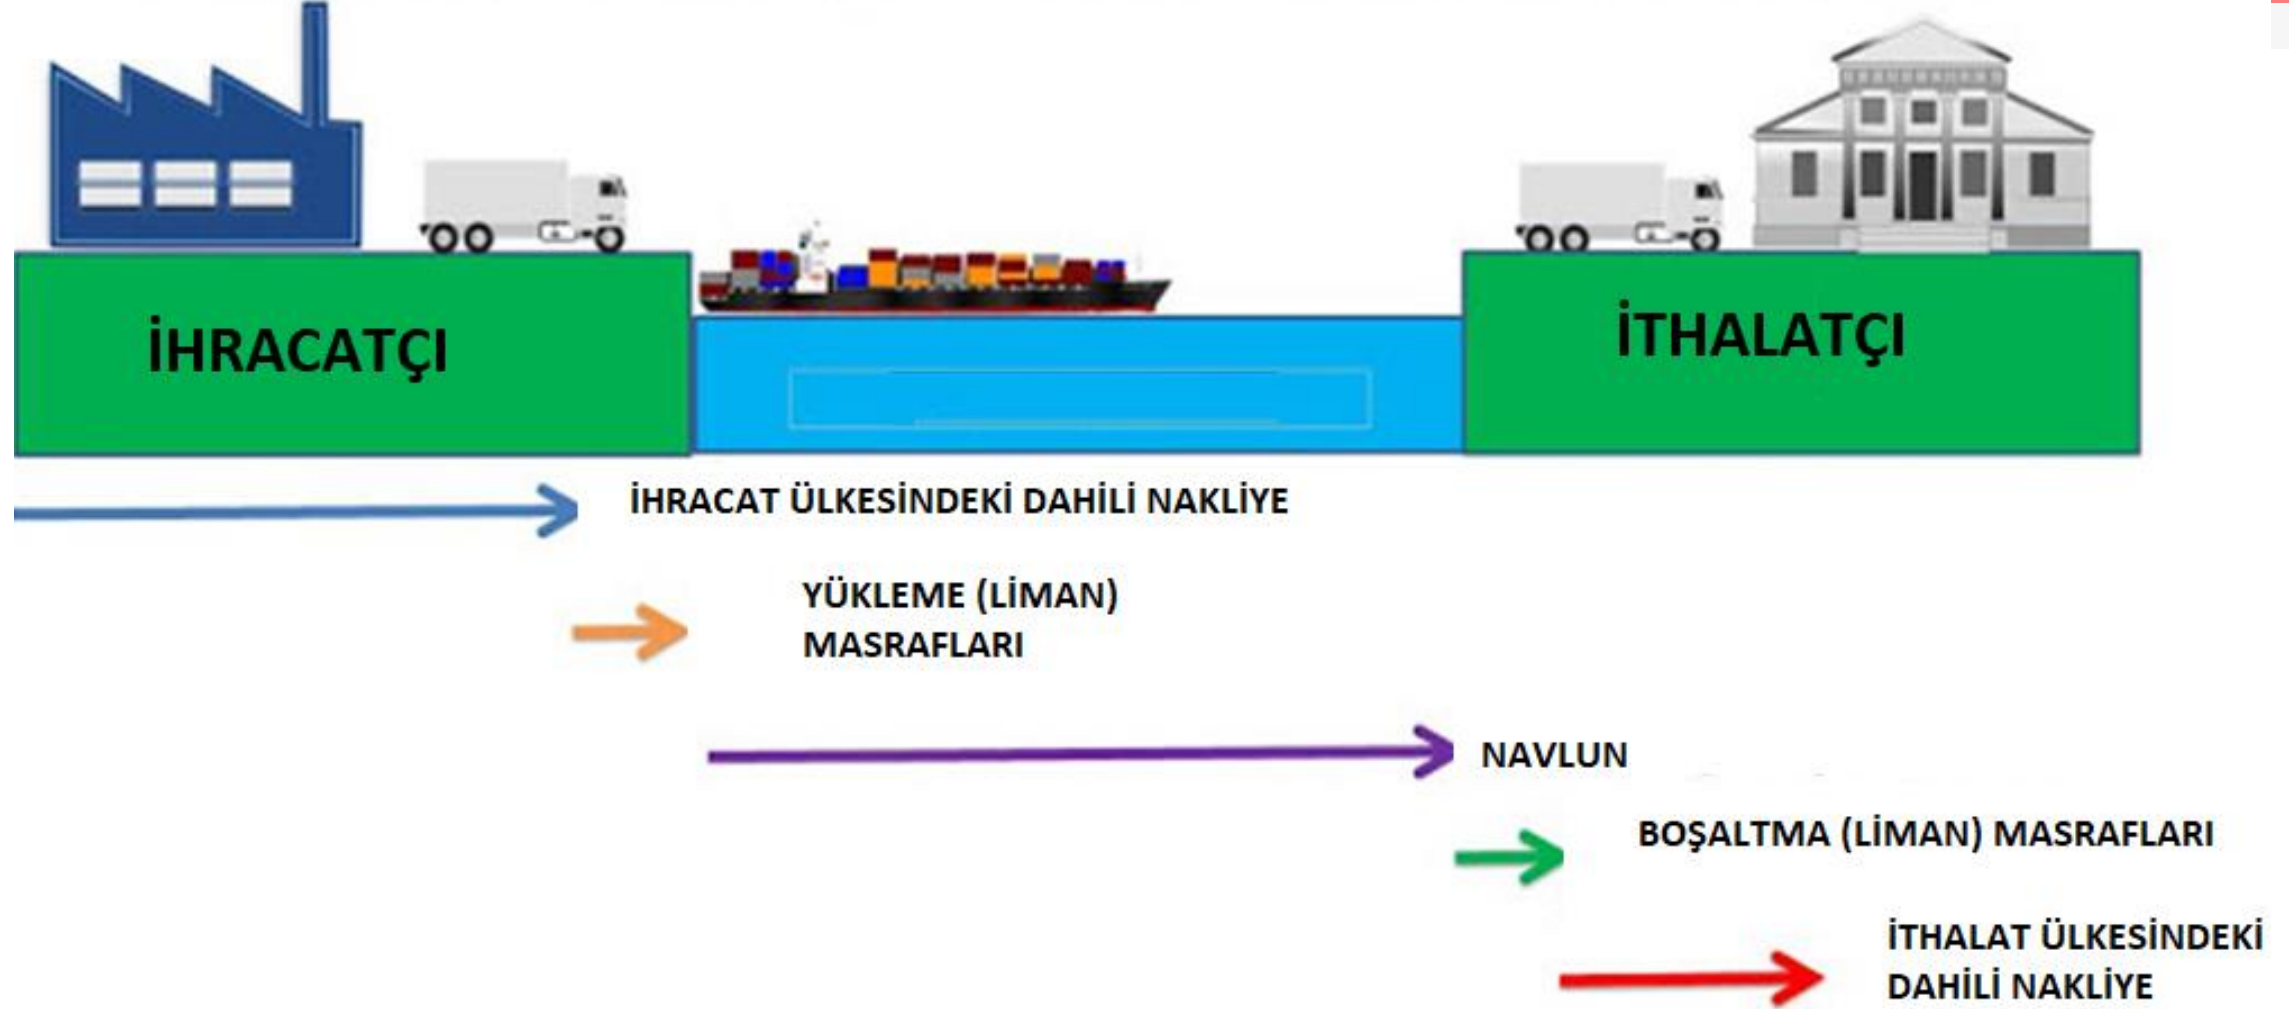 İHRACATÇI
İTHALATÇI
İHRACAT ÜLKESİNDEKİ DAHİLİ NAKLİYE
YÜKLEME (LİMAN)
MASRAFLARI
NAVLUN
BOŞALTMA (LİMAN) MASRAFLARI
İTHALAT ÜLKESİNDEKİ
DAHİLİ NAKLİYE